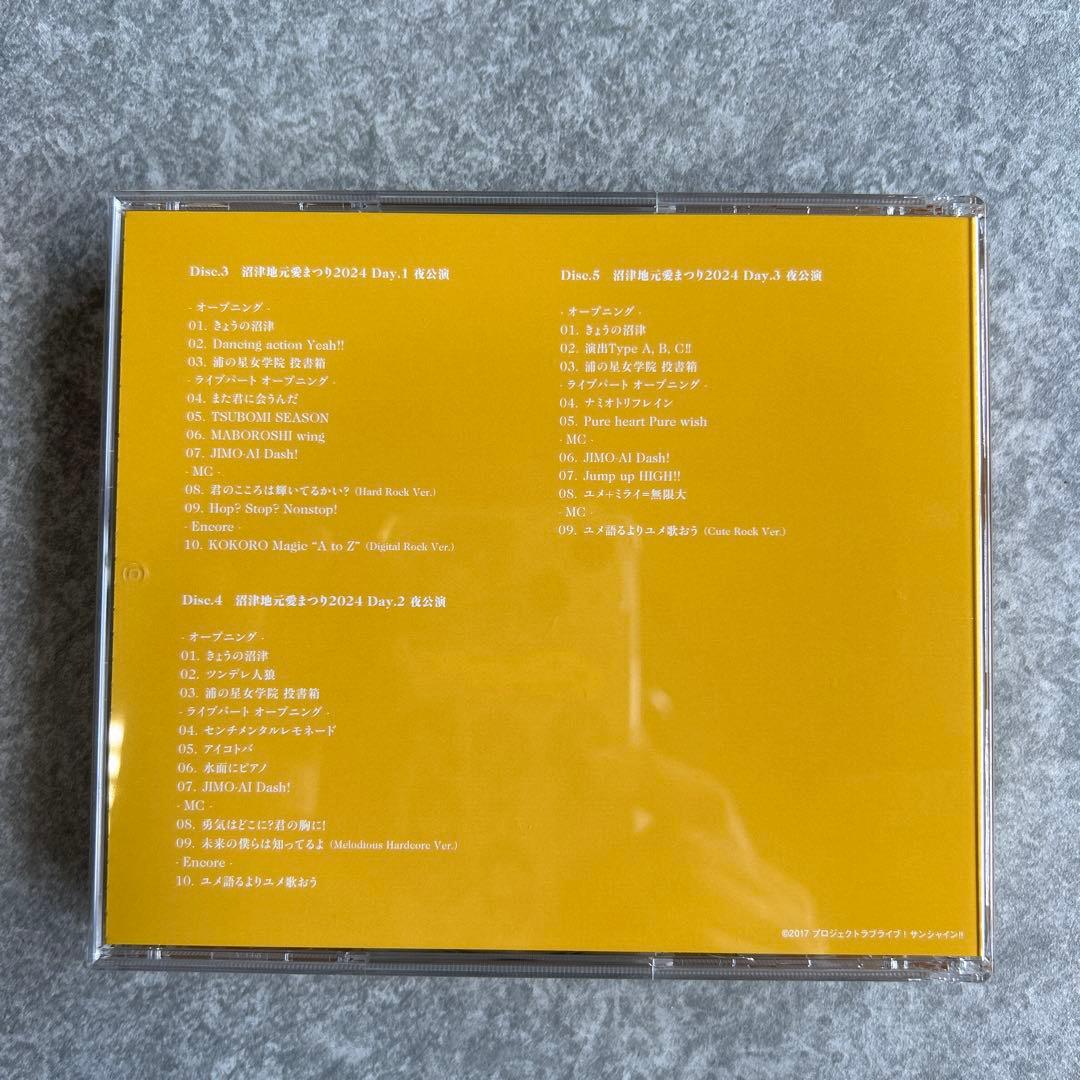 Disc.3　沼津地元愛まつり2024 Day.1 夜公演
- オープニング -
01. きょうの沼津
02. Dancing action Yeah!!
03. 浦の星女学院 投書箱
- ライブパート オープニング -
04. また君に会うんだ
05. TSUBOMI SEASON
06. MABOROSHI wing
07. JIMO-AI Dash!
- MC -
08. 君のこころは輝いてるかい? (Hard Rock Ver.)
09. Hop? Stop? Nonstop!
- Encore -
10. KOKORO Magic “A to Z” (Digital Rock Ver.)
Disc.4　沼津地元愛まつり2024 Day.2 夜公演
- オープニング -
01. きょうの沼津
02. ツンデレ人狼
03. 浦の星女学院 投書箱
- ライブパート オープニング -
04. センチメンタルレモネード
05. アイコトバ
06. 水面にピアノ
07. JIMO-AI Dash!
- MC -
08. 勇気はどこに?君の胸に!
09. 未来の僕らは知ってるよ (Melodious Hardcore Ver.)
- Encore -
10. ユメ語るよりユメ歌おう
Disc.5　沼津地元愛まつり2024 Day.3 夜公演
- オープニング -
01. きょうの沼津
02. 演出Type A, B, C!!
03. 浦の星女学院 投書箱
- ライブパート オープニング -
04. ナミオトリフレイン
05. Pure heart Pure wish
- MC -
06. JIMO-AI Dash!
07. Jump up HIGH!!
08. ユメ+ミライ=無限大
- MC -
09. ユメ語るよりユメ歌おう (Cute Rock Ver.)
©2017 プロジェクトラブライブ！サンシャイン!!